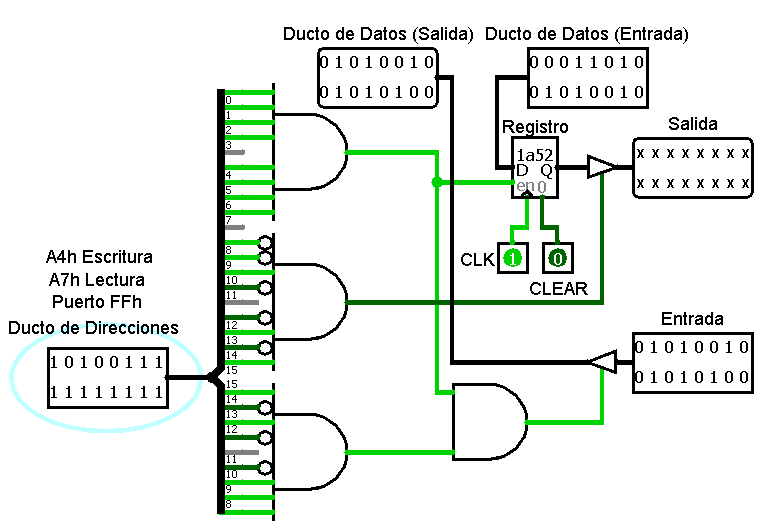 Ducto de Datos (Salida)
0 1 0 1 0 0 1 0
0 1 0 1 0 1 0 0
Ducto de Datos (Entrada)
0 0 0 1 1 0 1 0
0 1 0 1 0 0 1 0
Registro
1a52
D Q
en 0
Salida
x x x x x x x x
x x x x x x x x
CLK
1
0
CLEAR
0
1
2
3
4
5
6
7
8
9
10
11
12
13
14
15
15
14
13
12
11
10
9
8
A4h Escritura
A7h Lectura
Puerto FFh
Ducto de Direcciones
1 0 1 0 0 1 1 1
1 1 1 1 1 1 1 1
Entrada
0 1 0 1 0 0 1 0
0 1 0 1 0 1 0 0